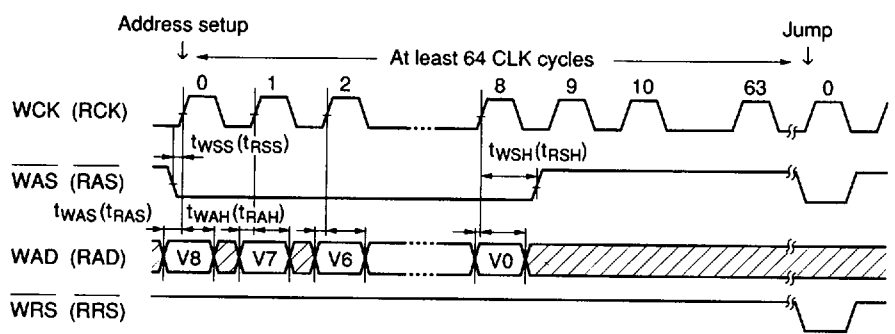 Address setup
Jump
At least 64 CLK cycles
0 1 2 8 9 10 63 0
WCK (RCK)
tWSS (tRSS)
tWSH (tRSH)
WAS (RAS)
tWAS (tRAS) tWAH (tRAH)
WAD (RAD)
V8 V7 V6 V0
WRS (RRS)